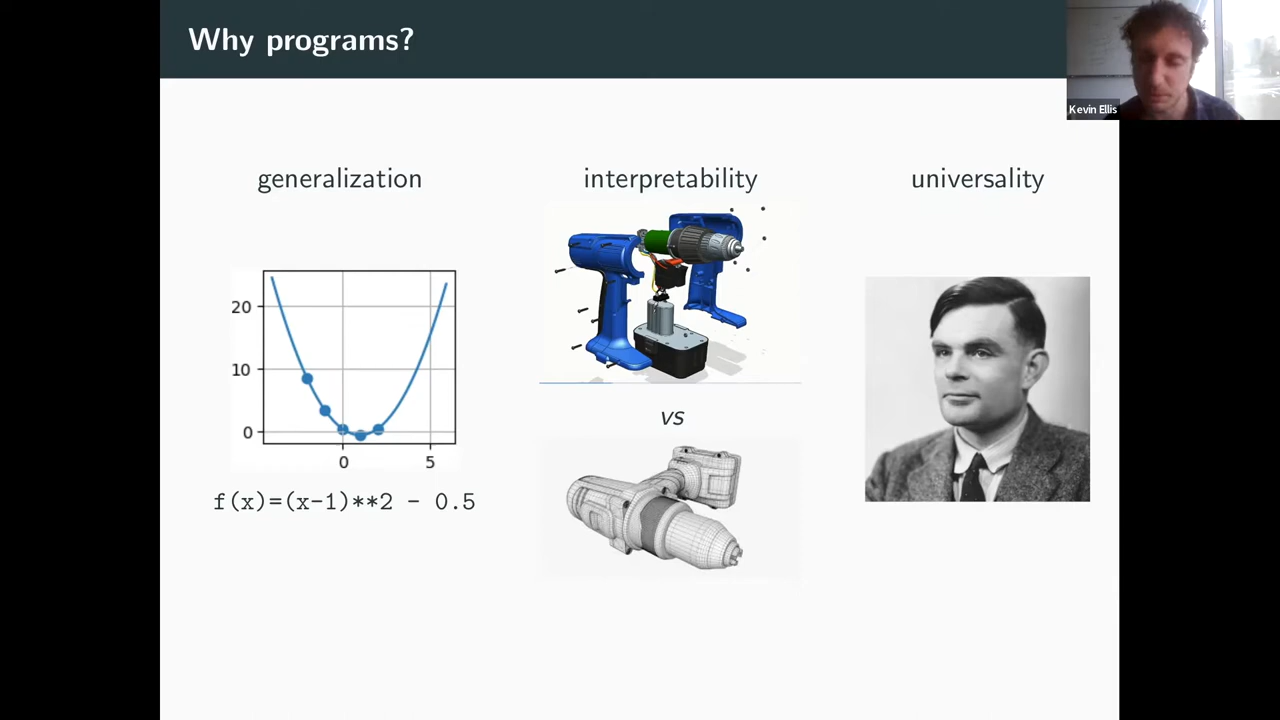 Why programs?
Kevin Ellis
generalization
interpretability
universality
20
10
0
0
5
vs
f(x)=(x-1)**2 - 0.5